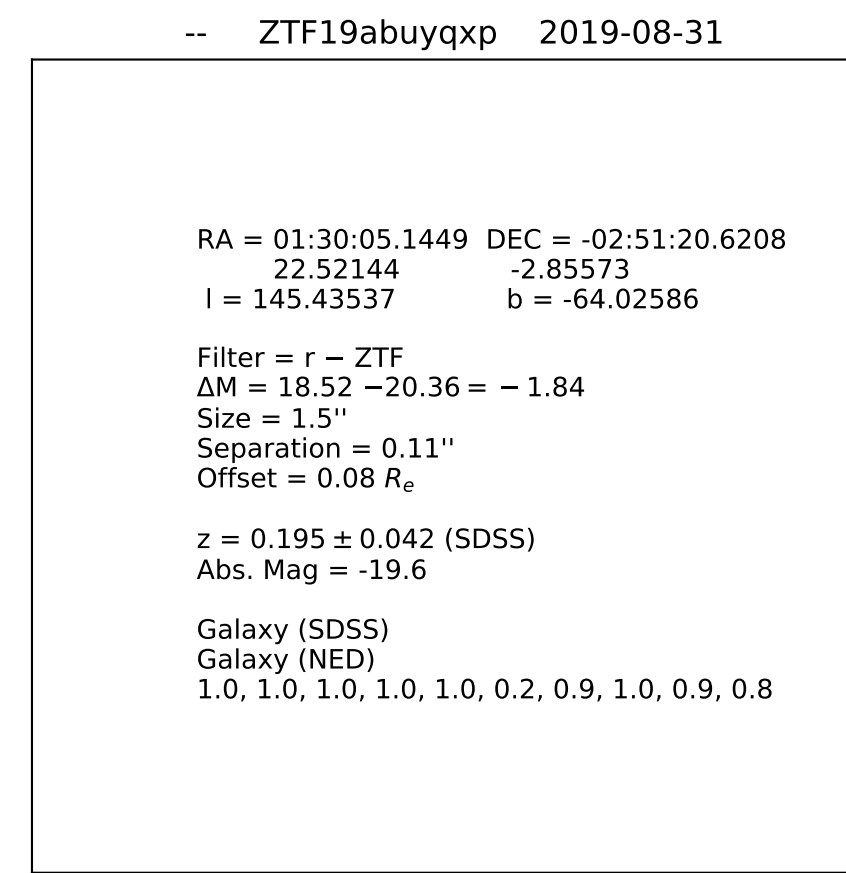 -- ZTF19abuyqxp 2019-08-31
RA = 01:30:05.1449 DEC = -02:51:20.6208
22.52144 -2.85573
l = 145.43537 b = -64.02586
Filter = r − ZTF
ΔM = 18.52 −20.36 = − 1.84
Size = 1.5''
Separation = 0.11''
Offset = 0.08 Rₑ
z = 0.195 ± 0.042 (SDSS)
Abs. Mag = -19.6
Galaxy (SDSS)
Galaxy (NED)
1.0, 1.0, 1.0, 1.0, 1.0, 0.2, 0.9, 1.0, 0.9, 0.8